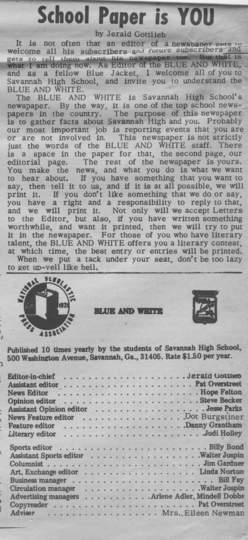 School Paper is YOU
by Jerald Gottlieb
It is not often that an editor of a newspaper gets to
welcome all his subscribers and future subscribers and
gets to tell them about his newspaper too. But that is
what I am doing now. As Editor of the BLUE AND WHITE,
and as a fellow Blue Jacket, I welcome all of you to
Savannah High School, and invite you to understand the
BLUE AND WHITE.
The BLUE AND WHITE is Savannah High School's
newspaper. By the way, it is one of the top school news-
papers in the country. The purpose of this newspaper
is to gather facts about Savannah High and you. Probably
our most important job is reporting events that you are
or are not involved in. This newspaper is not strictly
just the words of the BLUE AND WHITE staff. There
is a space in the paper for that, the second page, our
editorial page. The rest of the newspaper is yours.
You make the news, and what you do is what we want
to hear about. If you have something that you want to
say, then tell it to us, and if it is at all possible, we will
print it. If you don't like something that we do or say,
you have a right and a responsibility to reply to that,
and we will print it. Not only will we accept Letters
to the Editor, but also, if you have written something
worthwhile, and want it printed, then we will try to put
it in the newspaper. For those of you who have literary
talent, the BLUE AND WHITE offers you a literary contest,
at which time, the best entry or entries will be printed.
When we put a tack under your seat, don't be too lazy
to get up-yell like hell.
NATIONAL SCHOLASTIC
1921
PRESS ASSOCIATION
BLUE AND WHITE
Published 10 times yearly by the students of Savannah High School,
500 Washington Avenue, Savannah, Ga., 31405. Rate $1.50 per year.
Editor-in-chief Jerald Gottlieb
Assistant editor Pat Overstreet
News Editor Hope Felton
Opinion editor Steve Becker
Assistant Opinion editor Jesse Parks
News Feature editor Dot Burgstiner
Feature editor Danny Grantham
Literary editor Judi Holley
Sports editor Billy Bond
Assistant Sports editor Walter Jospin
Columnist Jim Gardner
Art, Exchange editor Linda Norton
Business manager Bill Fay
Circulation manager Walter Jospin
Advertising managers Arlene Adler, Mindell Dobbs
Copyreader Pat Overstreet
Adviser Mrs. Eileen Newman